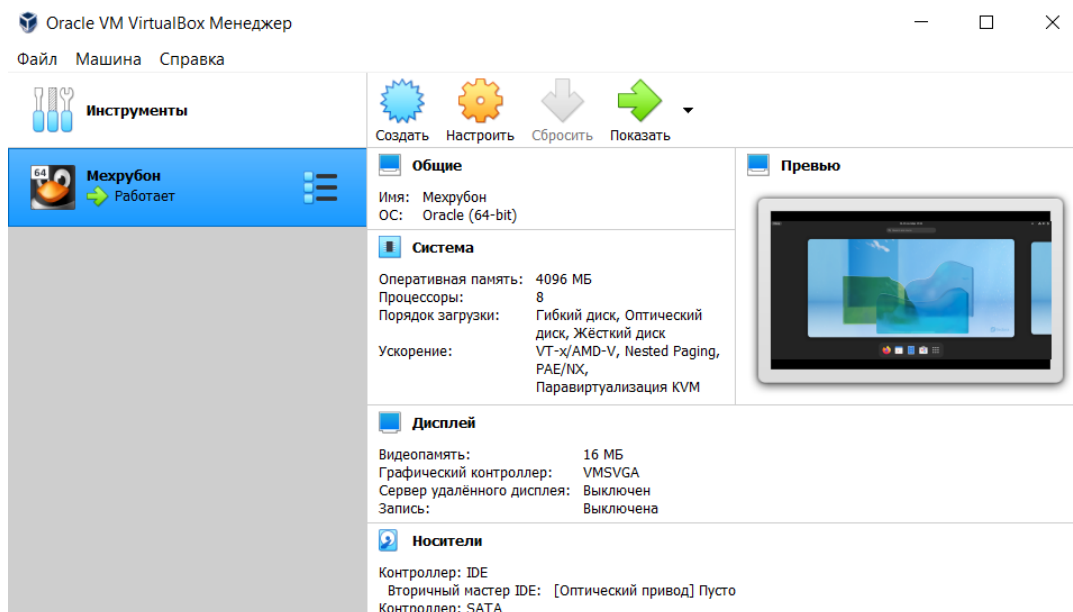 Oracle VM VirtualBox Менеджер
Файл Машина Справка
Инструменты
Создать Настроить Сбросить Показать
64
Мехрубон
Работает
Общие
Имя: Мехрубон
ОС: Oracle (64-bit)
Превью
Система
Оперативная память: 4096 МБ
Процессоры: 8
Порядок загрузки: Гибкий диск, Оптический
диск, Жёсткий диск
Ускорение: VT-x/AMD-V, Nested Paging,
PAE/NX,
Паравиртуализация KVM
Дисплей
Видеопамять: 16 МБ
Графический контроллер: VMSVGA
Сервер удалённого дисплея: Выключен
Запись: Выключена
Носители
Контроллер: IDE
Вторичный мастер IDE: [Оптический привод] Пусто
Контроллер: SATA